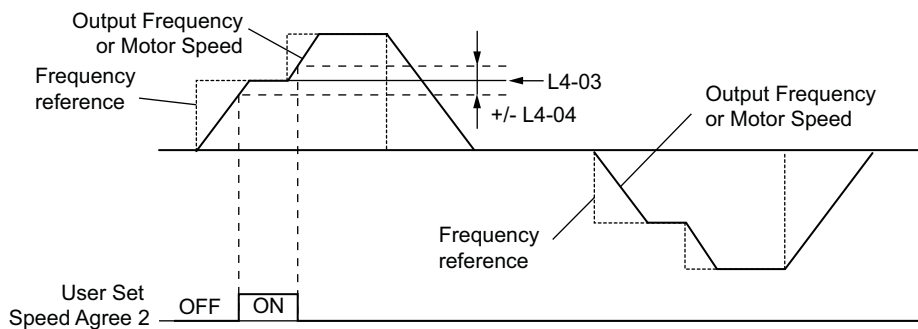 Output Frequency
or Motor Speed
Frequency
reference
L4-03
+/- L4-04
Output Frequency
or Motor Speed
Frequency
reference
User Set
Speed Agree 2
OFF
ON